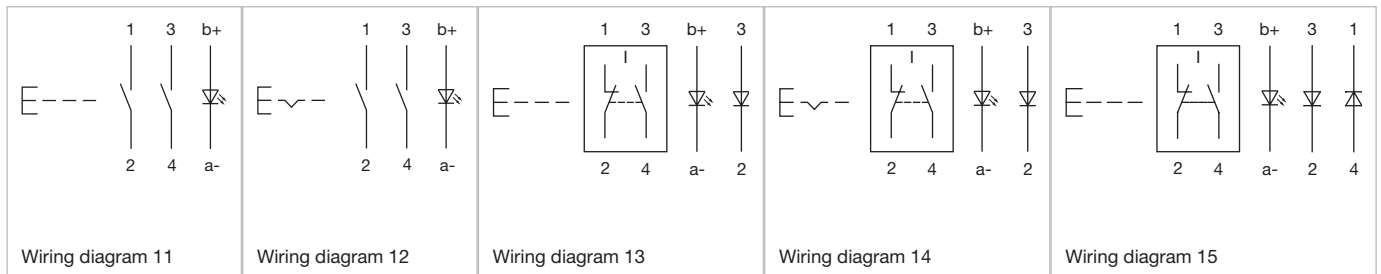 1 3 b+ 1 3 b+ 1 3 b+ 3 1 3 b+ 3 1 3 b+ 3 1
2 4 a- 2 4 a- 2 4 a- 2 2 4 a- 2 2 4 a- 2 4
Wiring diagram 11 Wiring diagram 12 Wiring diagram 13 Wiring diagram 14 Wiring diagram 15